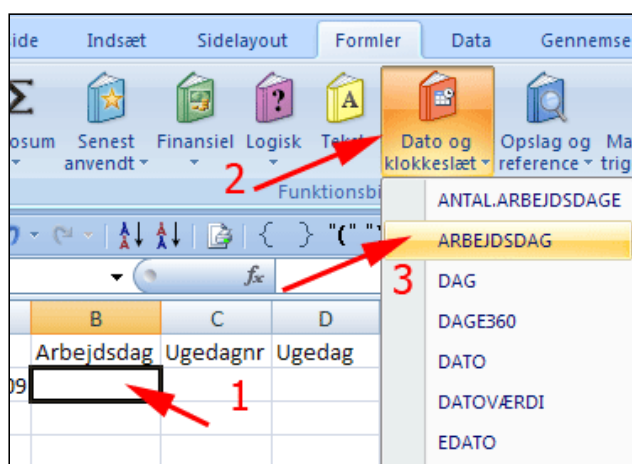 ide Indsæt Sidelayout Formler Data Gennemse
Σ
osum Senest anvendt Finansiel Logisk Tekst Dato og klokkeslæt Opslag og reference Ma trig
2
Funktionsbi
ANTAL.ARBEJDSDAGE
{ } "("
ARBEJDSDAG
fx
3
DAG
B C D
DAGE360
Arbejdsdag Ugedagnr Ugedag
DATO
09
1
DATOVÆRDI
EDATO